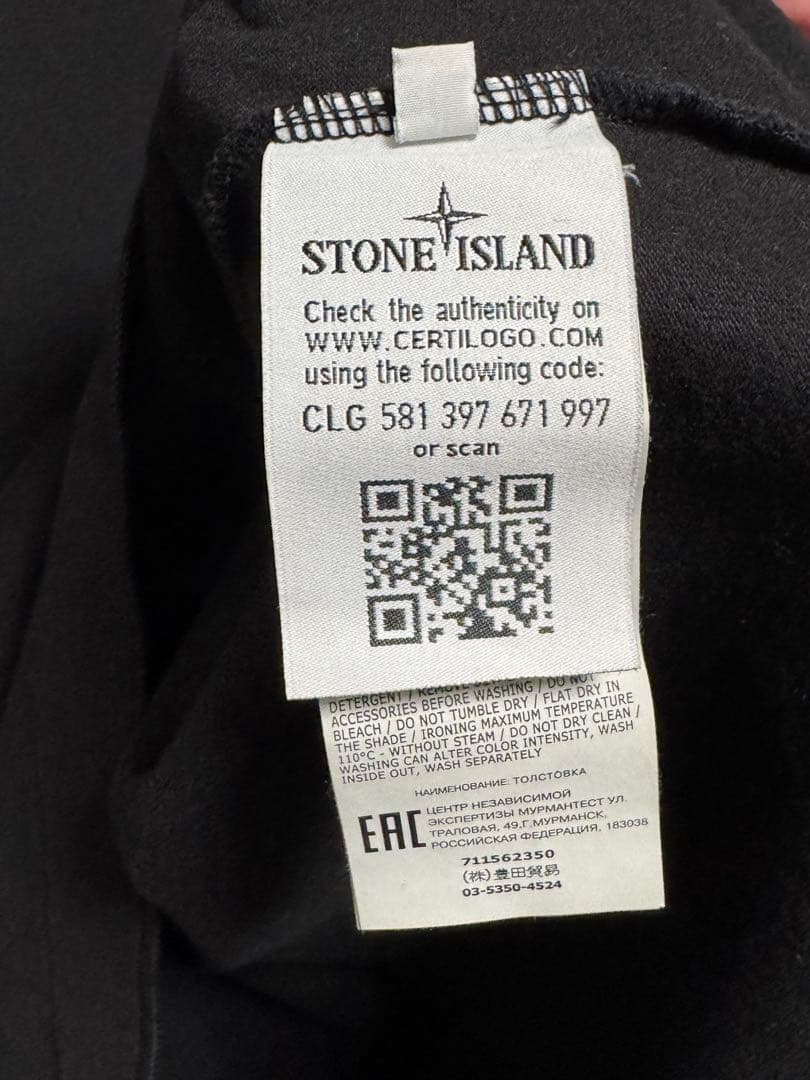 STONE ISLAND
Check the authenticity on
WWW.CERTILOGO.COM
using the following code:
CLG 581 397 671 997
or scan
DETERGENT / REMOVE
ACCESSORIES BEFORE WASHING / DO NOT
BLEACH / DO NOT TUMBLE DRY / FLAT DRY IN
THE SHADE / IRONING MAXIMUM TEMPERATURE
110°C - WITHOUT STEAM / DO NOT DRY CLEAN /
WASHING CAN ALTER COLOR INTENSITY, WASH
INSIDE OUT, WASH SEPARATELY
НАИМЕНОВАНИЕ: ТОЛСТОВКА
EAC
ЦЕНТР НЕЗАВИСИМОЙ
ЭКСПЕРТИЗЫ МУРМАНТЕСТ УЛ.
ТРАЛОВАЯ, 49,Г.МУРМАНСК,
РОССИЙСКАЯ ФЕДЕРАЦИЯ, 183038
711562350
(株)豊田貿易
03-5350-4524